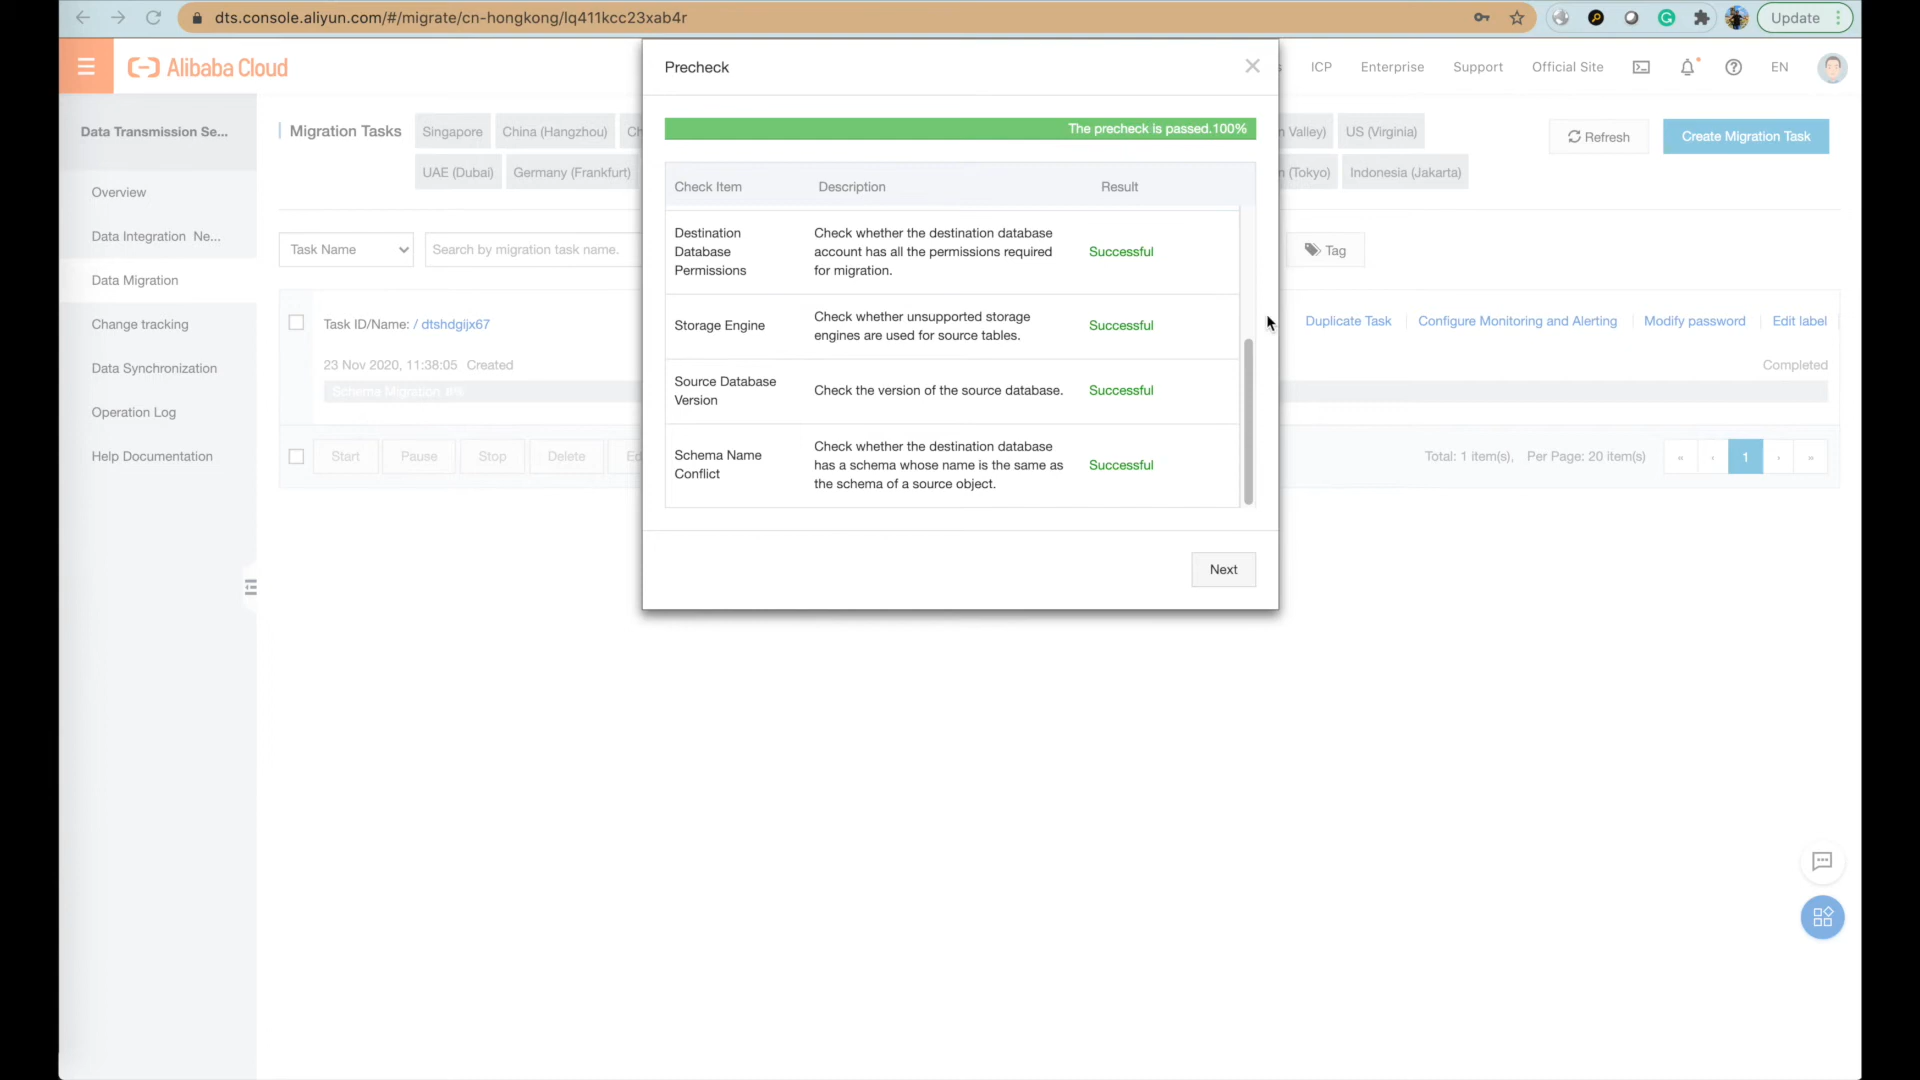 dts.console.aliyun.com/#/migrate/cn-hongkong/lq411kcc23xab4r
Update
Alibaba Cloud
Precheck
ICP
Enterprise
Support
Official Site
EN
Data Transmission Se...
Overview
Data Integration Ne...
Data Migration
Change tracking
Data Synchronization
Operation Log
Help Documentation
Migration Tasks
Singapore
China (Hangzhou)
Ch
n Valley)
US (Virginia)
Refresh
Create Migration Task
UAE (Dubai)
Germany (Frankfurt)
n (Tokyo)
Indonesia (Jakarta)
Task Name
Search by migration task name.
Tag
Task ID/Name: / dtshdgijx67
Duplicate Task
Configure Monitoring and Alerting
Modify password
Edit label
23 Nov 2020, 11:38:05 Created
Completed
Start
Pause
Stop
Delete
Ed
Total: 1 item(s), Per Page: 20 item(s)
«
‹
1
›
»
The precheck is passed.100%
Check Item
Description
Result
Destination
Database
Permissions
Check whether the destination database
account has all the permissions required
for migration.
Successful
Storage Engine
Check whether unsupported storage
engines are used for source tables.
Successful
Source Database
Version
Check the version of the source database.
Successful
Schema Name
Conflict
Check whether the destination database
has a schema whose name is the same as
the schema of a source object.
Successful
Next